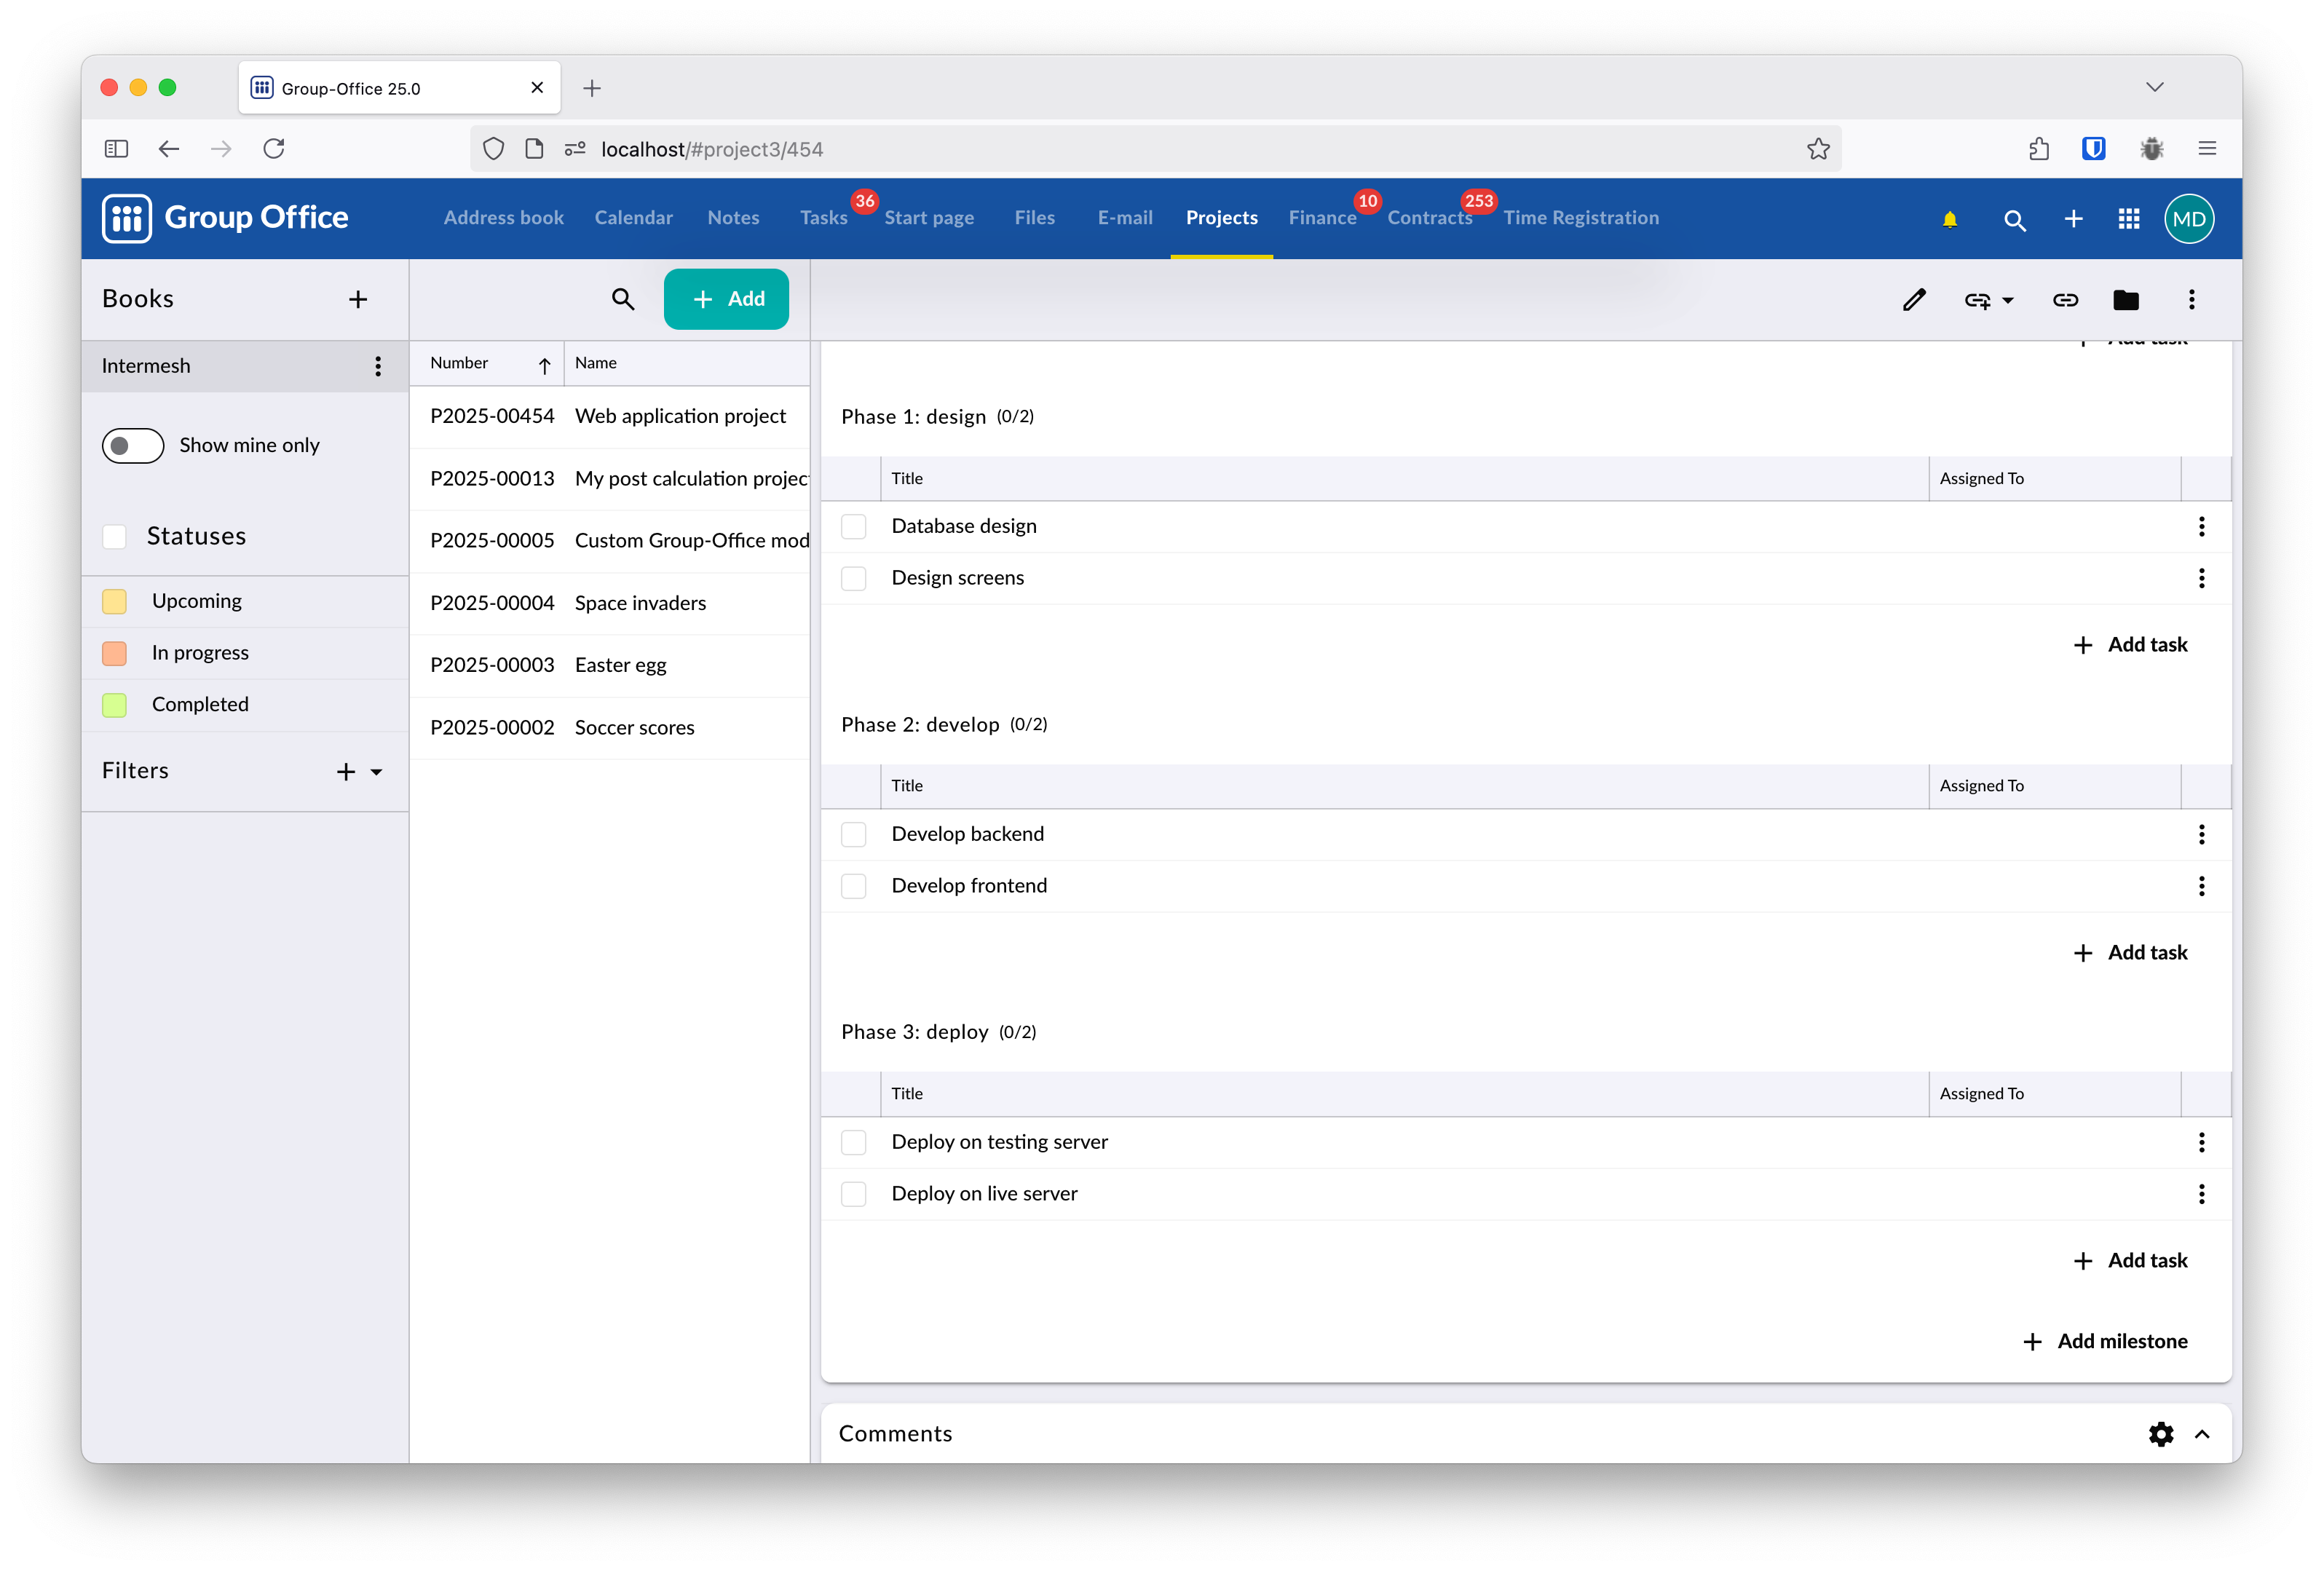 Group-Office 25.0
localhost/#project3/454
Group Office
Address book
Calendar
Notes
Tasks
36
Start page
Files
E-mail
Projects
Finance
10
Contracts
253
Time Registration
MD
Books
Add
Intermesh
Show mine only
Statuses
Upcoming
In progress
Completed
Filters
Number
Name
P2025-00454 Web application project
P2025-00013 My post calculation projec
P2025-00005 Custom Group-Office mod
P2025-00004 Space invaders
P2025-00003 Easter egg
P2025-00002 Soccer scores
Add task
Phase 1: design (0/2)
Title
Assigned To
Database design
Design screens
Add task
Phase 2: develop (0/2)
Title
Assigned To
Develop backend
Develop frontend
Add task
Phase 3: deploy (0/2)
Title
Assigned To
Deploy on testing server
Deploy on live server
Add task
Add milestone
Comments